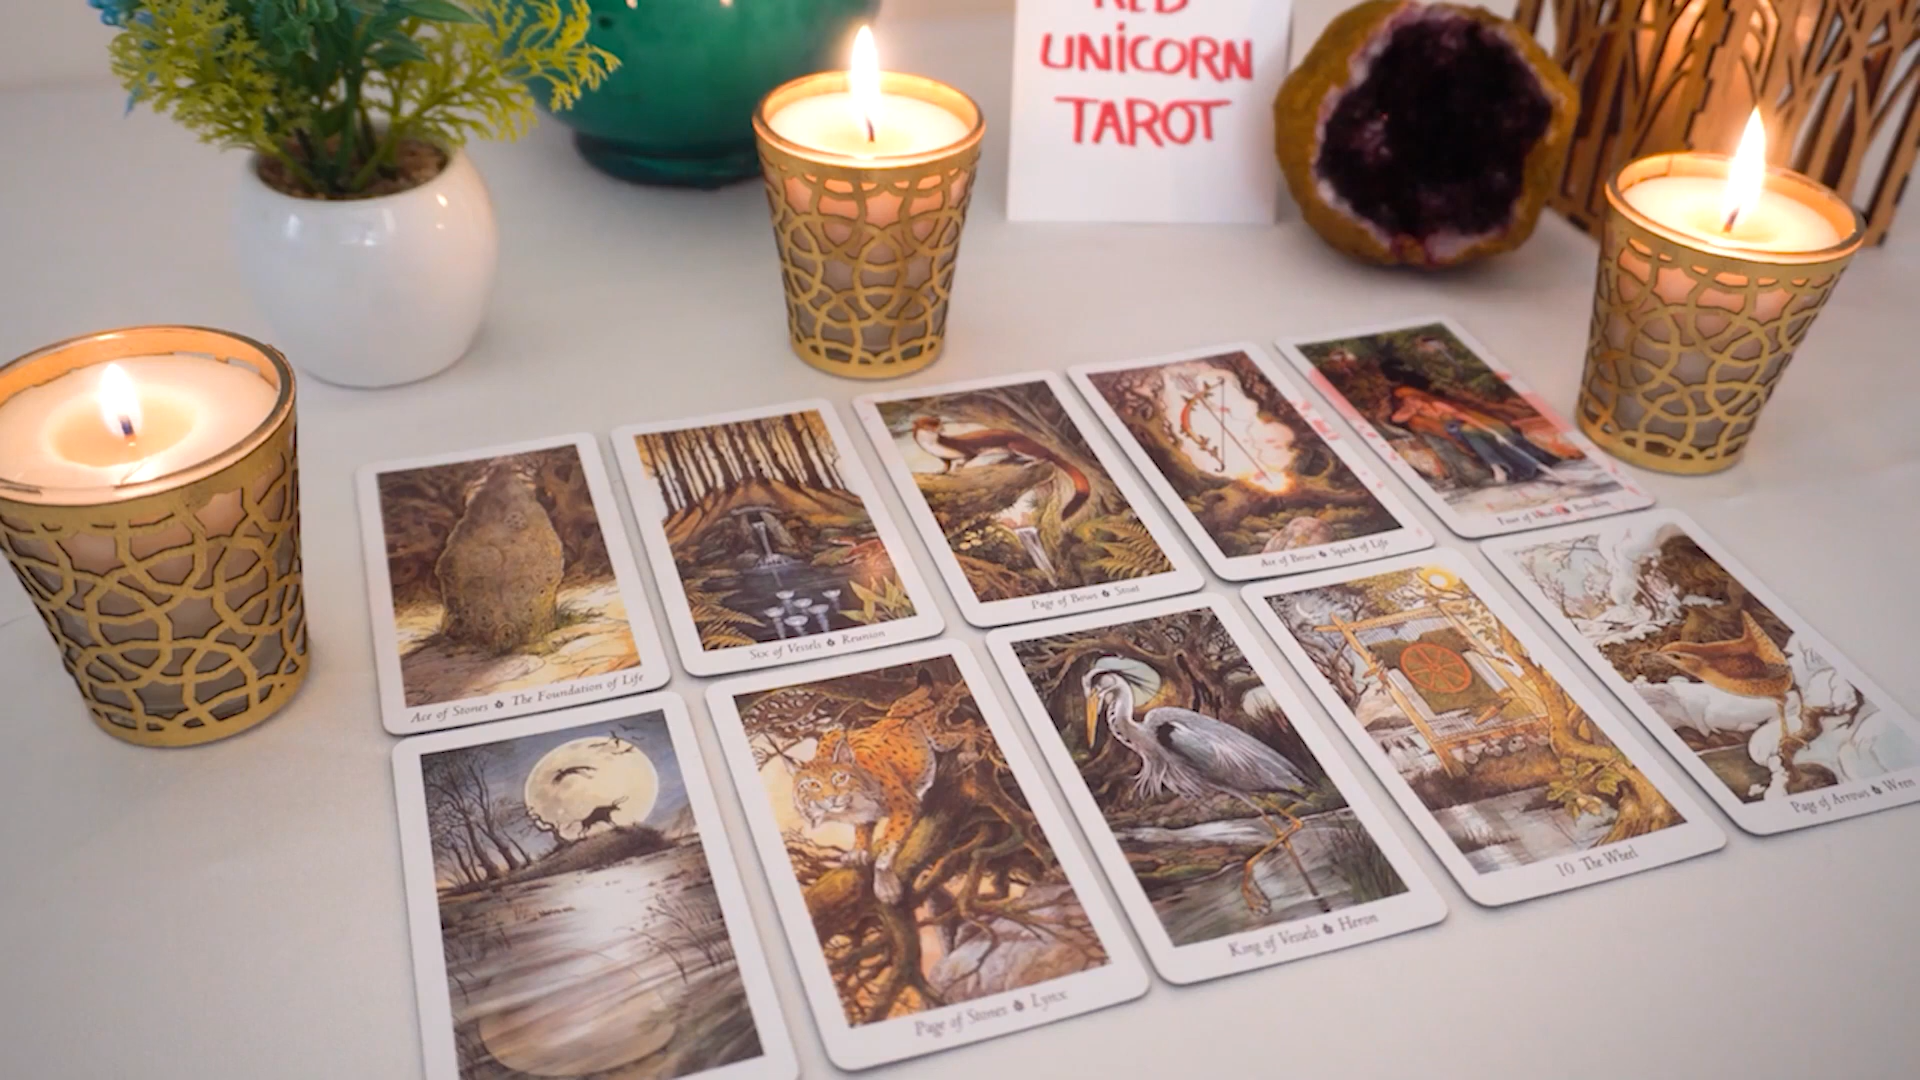 RED
UNiCORN
TAROT
Ace of Stones The Foundation of Life
Six of Vessels Reunion
Page of Bows Stoat
Ace of Bows Spark of Life
Page of Stones Lynx
King of Vessels Heron
10 The Wheel
Page of Arrows Wren